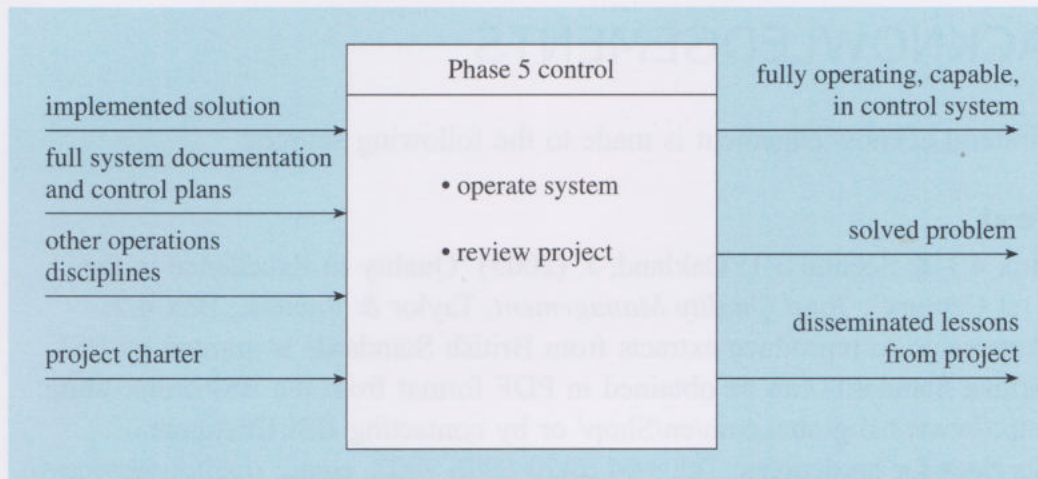 Phase 5 control
implemented solution
full system documentation
and control plans
other operations
disciplines
project charter
• operate system
• review project
fully operating, capable,
in control system
solved problem
disseminated lessons
from project